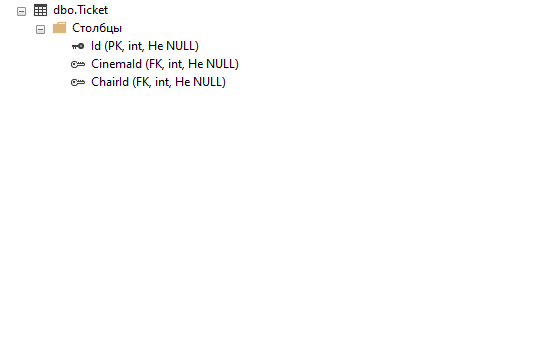 dbo.Ticket
Столбцы
Id (PK, int, Не NULL)
CinemaId (FK, int, Не NULL)
ChairId (FK, int, Не NULL)